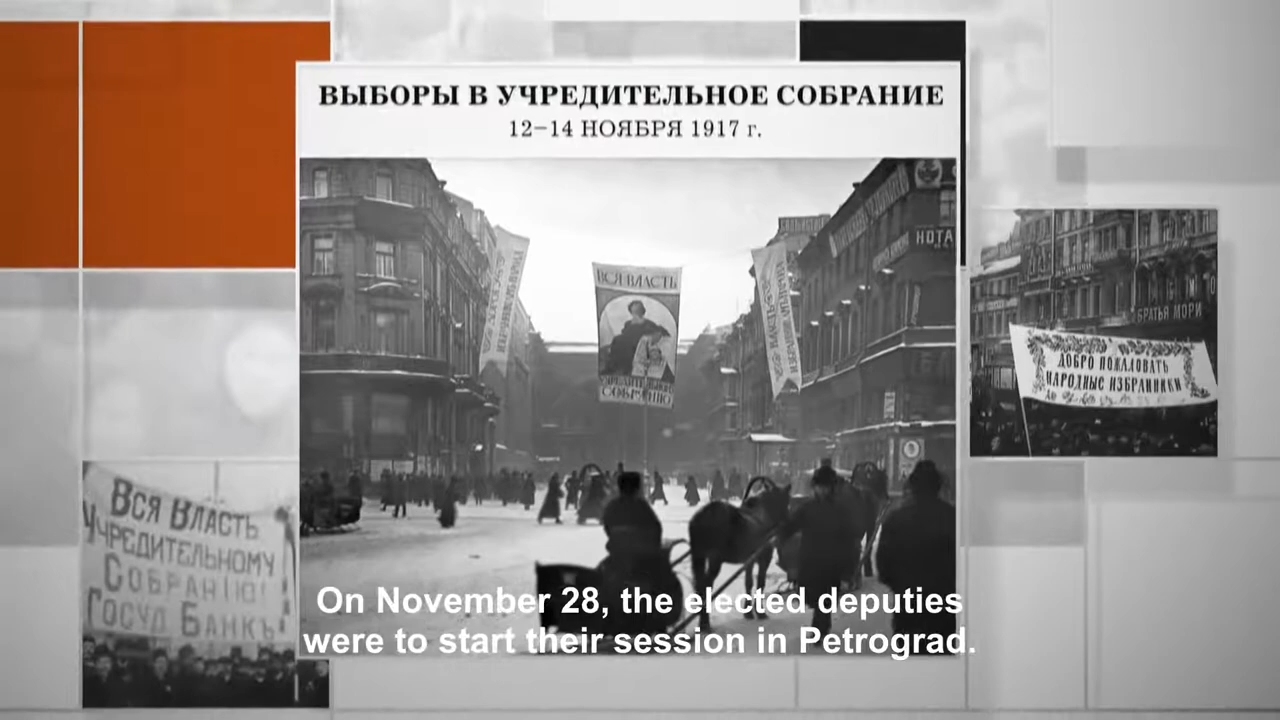 ВЫБОРЫ В УЧРЕДИТЕЛЬНОЕ СОБРАНИЕ
12–14 НОЯБРЯ 1917 г.
ВСЯ ВЛАСТЬ
УЧРЕДИТЕЛЬНОМУ
СОБРАНІЮ
НОТА
БРАТЬЯ МОРИ
ДОБРО ПОЖАЛОВАТЬ
НАРОДНЫЕ ИЗБРАННИКИ
ВСЯ ВЛАСТЬ
УЧРЕДИТЕЛЬНОМУ
СОБРАНІЮ!
ГОСУД БАНКЪ
On November 28, the elected deputies
were to start their session in Petrograd.